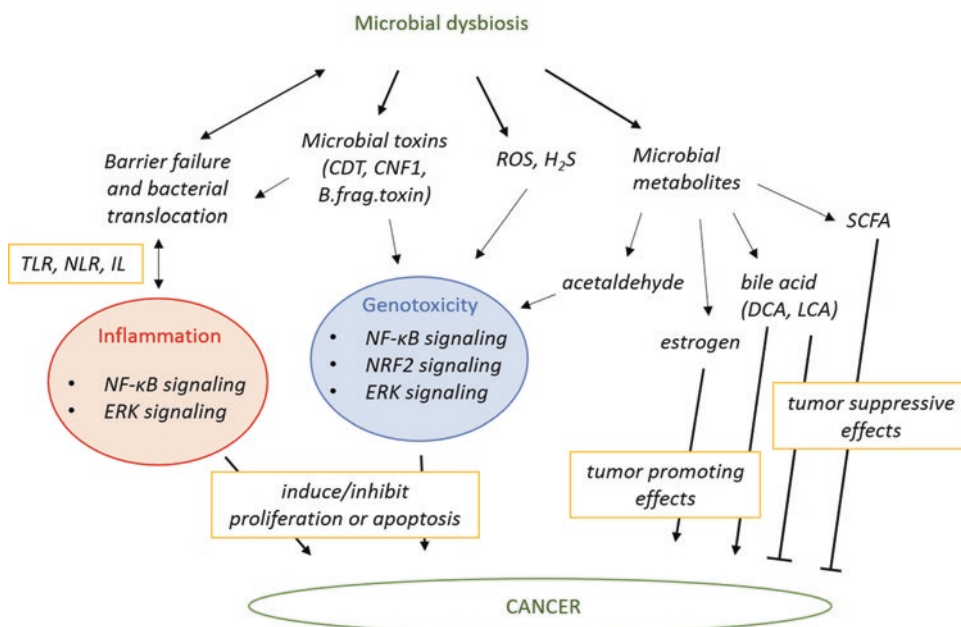 Microbial dysbiosis
Barrier failure
and bacterial
translocation
Microbial toxins
(CDT, CNF1,
B.frag.toxin)
ROS, H₂S
Microbial
metabolites
SCFA
TLR, NLR, IL
acetaldehyde
bile acid
(DCA, LCA)
estrogen
Inflammation
• NF-κB signaling
• ERK signaling
Genotoxicity
• NF-κB signaling
• NRF2 signaling
• ERK signaling
tumor suppressive
effects
tumor promoting
effects
induce/inhibit
proliferation or apoptosis
CANCER